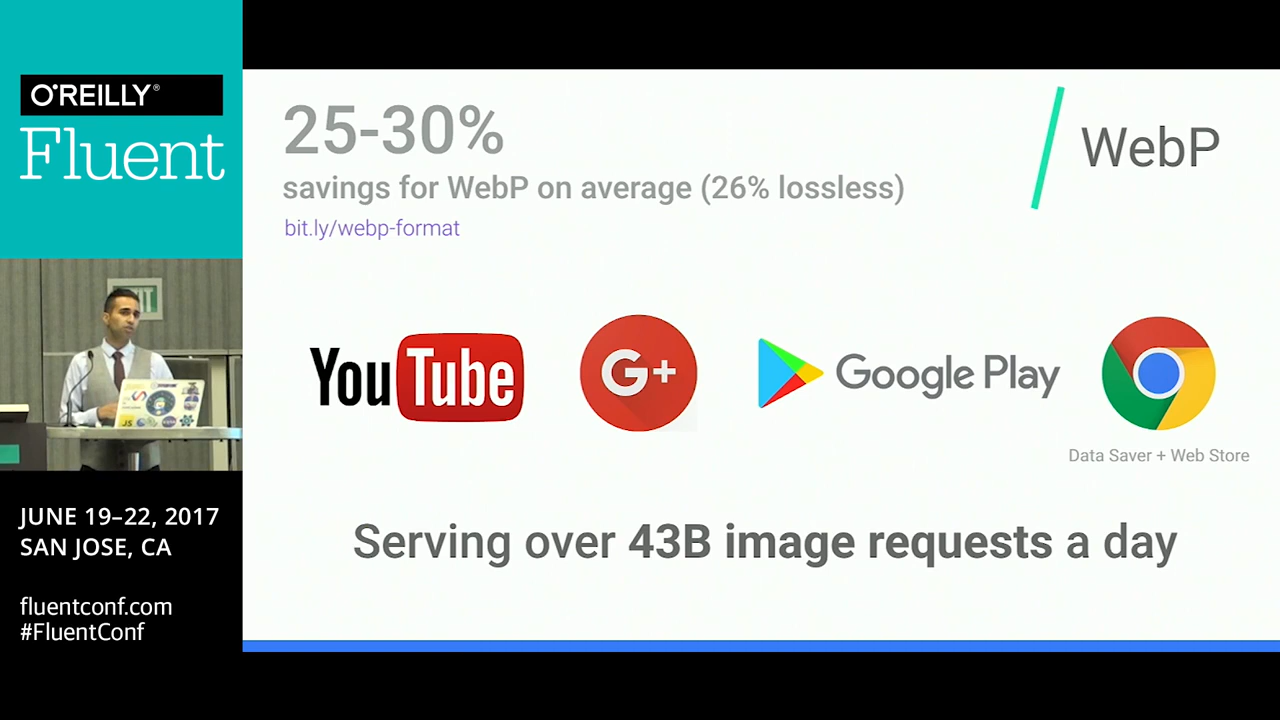 O'REILLY®
Fluent
JUNE 19–22, 2017
SAN JOSE, CA
fluentconf.com
#FluentConf
25-30%
savings for WebP on average (26% lossless)
bit.ly/webp-format
WebP
YouTube
G+
Google Play
Data Saver + Web Store
Serving over 43B image requests a day
JS